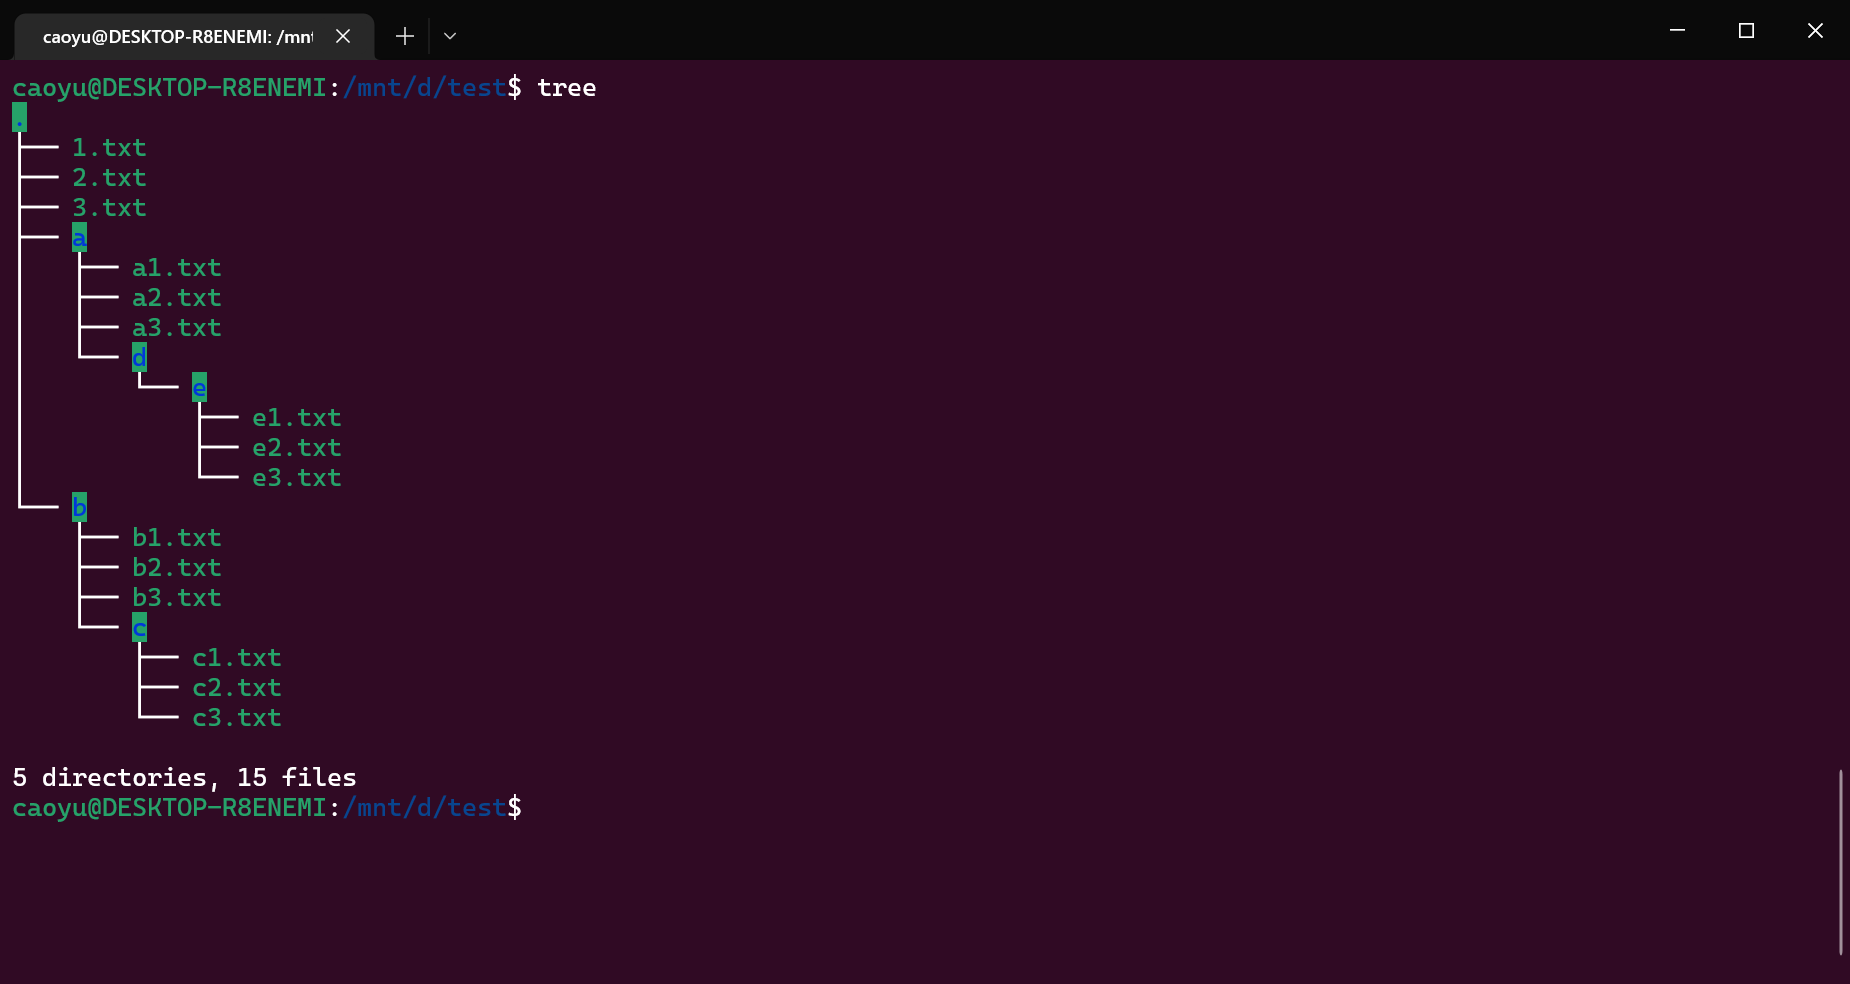 caoyu@DESKTOP-R8ENEMI: /mnt
caoyu@DESKTOP-R8ENEMI:/mnt/d/test$ tree
.
├── 1.txt
├── 2.txt
├── 3.txt
├── a
│   ├── a1.txt
│   ├── a2.txt
│   ├── a3.txt
│   └── d
│       └── e
│           ├── e1.txt
│           ├── e2.txt
│           └── e3.txt
└── b
    ├── b1.txt
    ├── b2.txt
    ├── b3.txt
    └── c
        ├── c1.txt
        ├── c2.txt
        └── c3.txt
5 directories, 15 files
caoyu@DESKTOP-R8ENEMI:/mnt/d/test$